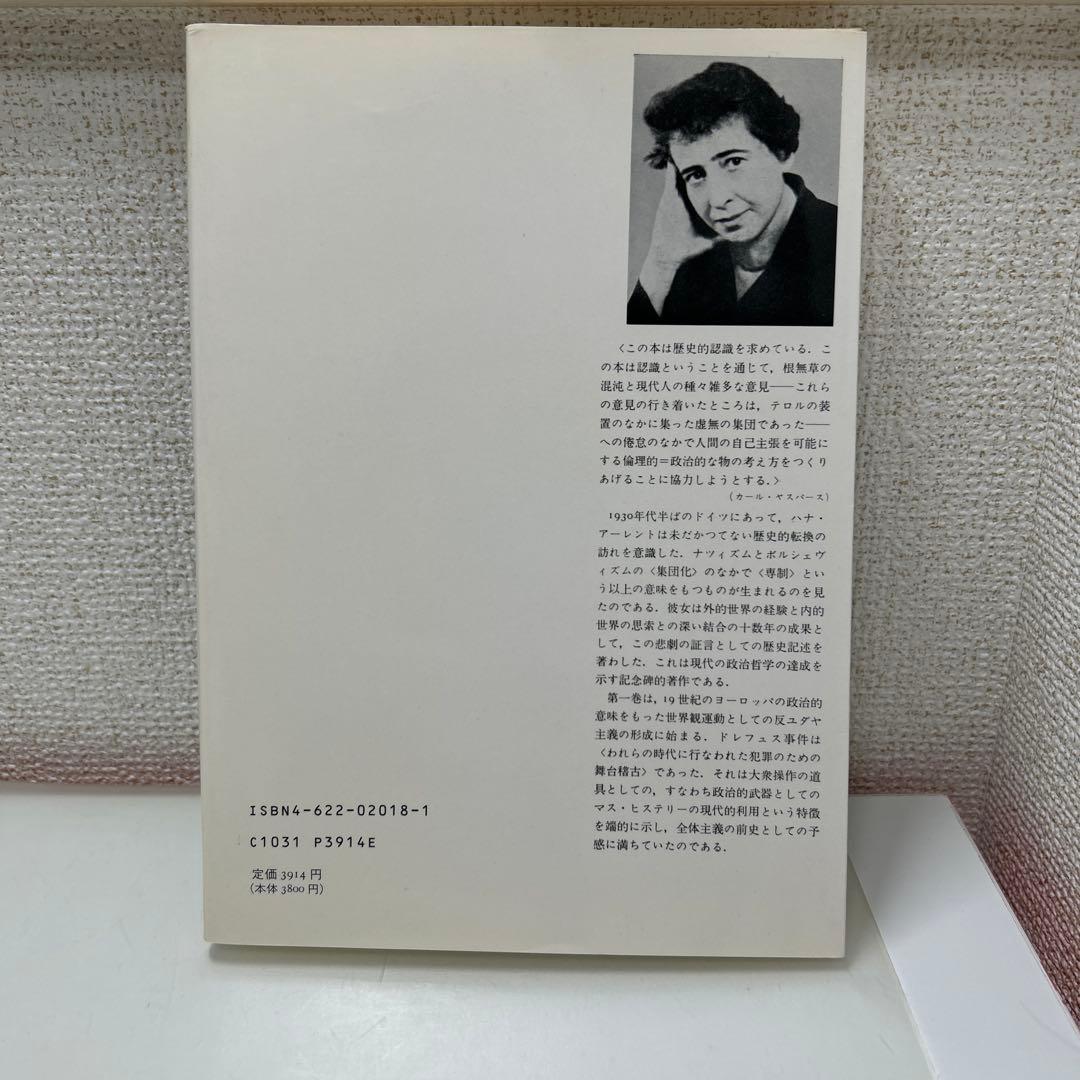 〈この本は歴史的認識を求めている．こ
の本は認識ということを通じて，根無草の
混沌と現代人の種々雑多な意見――これら
の意見の行き着いたところは，テロルの装
置のなかに集った虚無の集団であった――
への倦怠のなかで人間の自己主張を可能に
する倫理的＝政治的な物の考え方をつくり
あげることに協力しようとする．〉
（カール・ヤスパース）
1930年代半ばのドイツにあって，ハナ・
アーレントは未だかつてない歴史的転換の
訪れを意識した．ナツィズムとボルシェヴ
ィズムの〈集団化〉のなかで〈専制〉とい
う以上の意味をもつものが生まれるのを見
たのである．彼女は外的世界の経験と内的
世界の思索との深い結合の十数年の成果と
して，この悲劇の証言としての歴史記述を
著わした．これは現代の政治哲学の達成を
示す記念碑的著作である．
第一巻は，19世紀のヨーロッパの政治的
意味をもった世界観運動としての反ユダヤ
主義の形成に始まる．ドレフュス事件は
〈われらの時代に行なわれた犯罪のための
舞台稽古〉であった．それは大衆操作の道
具としての，すなわち政治的武器としての
マス・ヒステリーの現代的利用という特徴
を端的に示し，全体主義の前史としての予
感に満ちていたのである．
ISBN4-622-02018-1
C1031 P3914E
定価 3914 円
（本体 3800 円）